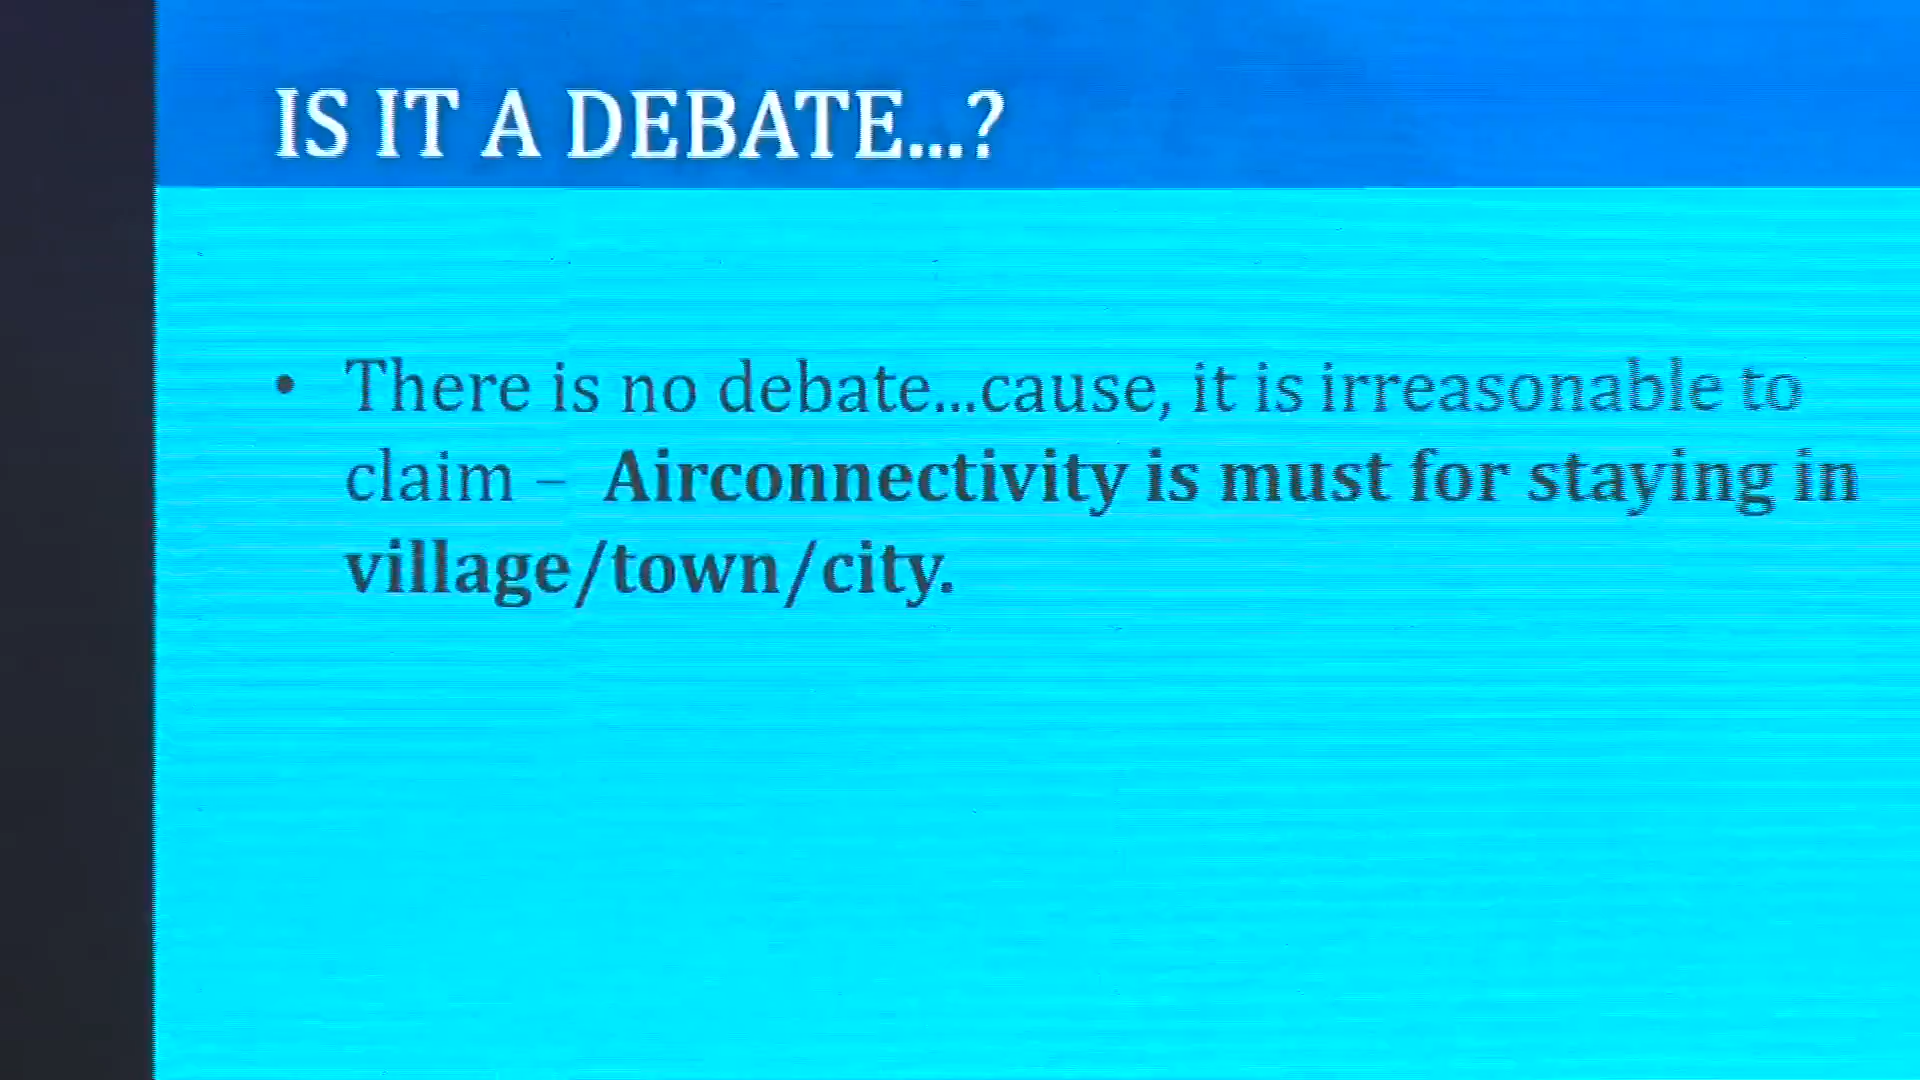 IS IT A DEBATE...?
• There is no debate...cause, it is irreasonable to
claim – Airconnectivity is must for staying in
village/town/city.